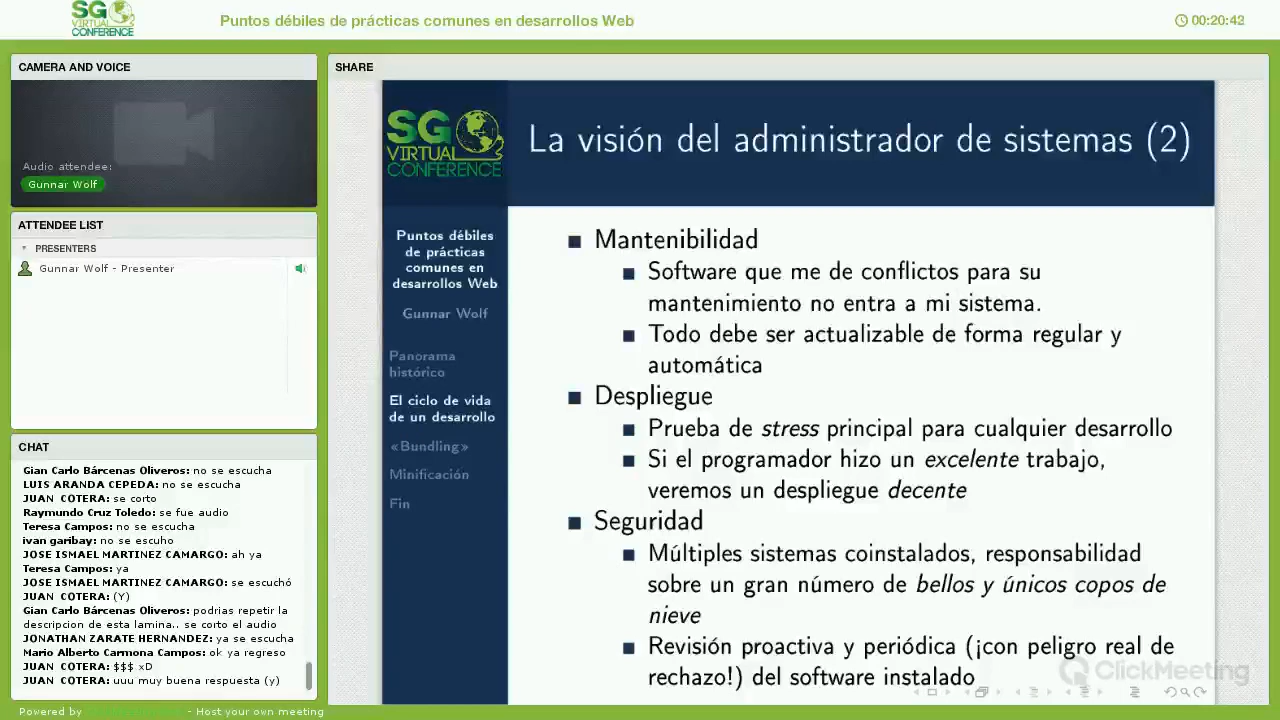 SG
VIRTUAL
CONFERENCE
Puntos débiles de prácticas comunes en desarrollos Web
00:20:42
CAMERA AND VOICE
Audio attendee:
Gunnar Wolf
ATTENDEE LIST
PRESENTERS
Gunnar Wolf - Presenter
CHAT
Gian Carlo Bárcenas Oliveros: no se escucha
LUIS ARANDA CEPEDA: no se escucha
JUAN COTERA: se corto
Raymundo Cruz Toledo: se fue audio
Teresa Campos: no se escucha
ivan garibay: no se escuho
JOSE ISMAEL MARTINEZ CAMARGO: ah ya
Teresa Campos: ya
JOSE ISMAEL MARTINEZ CAMARGO: se escuchó
JUAN COTERA: (Y)
Gian Carlo Bárcenas Oliveros: podrias repetir la
descripcion de esta lamina.. se corto el audio
JONATHAN ZARATE HERNANDEZ: ya se escucha
Mario Alberto Carmona Campos: ok ya regreso
JUAN COTERA: $$$ xD
JUAN COTERA: uuu muy buena respuesta (y)
Powered by - Host your own meeting
SHARE
SG
VIRTUAL
CONFERENCE
La visión del administrador de sistemas (2)
Puntos débiles
de prácticas
comunes en
desarrollos Web
Gunnar Wolf
Panorama
histórico
El ciclo de vida
de un desarrollo
«Bundling»
Minificación
Fin
Mantenibilidad
Software que me de conflictos para su
mantenimiento no entra a mi sistema.
Todo debe ser actualizable de forma regular y
automática
Despliegue
Prueba de stress principal para cualquier desarrollo
Si el programador hizo un excelente trabajo,
veremos un despliegue decente
Seguridad
Múltiples sistemas coinstalados, responsabilidad
sobre un gran número de bellos y únicos copos de
nieve
Revisión proactiva y periódica (¡con peligro real de
rechazo!) del software instalado
ClickMeeting